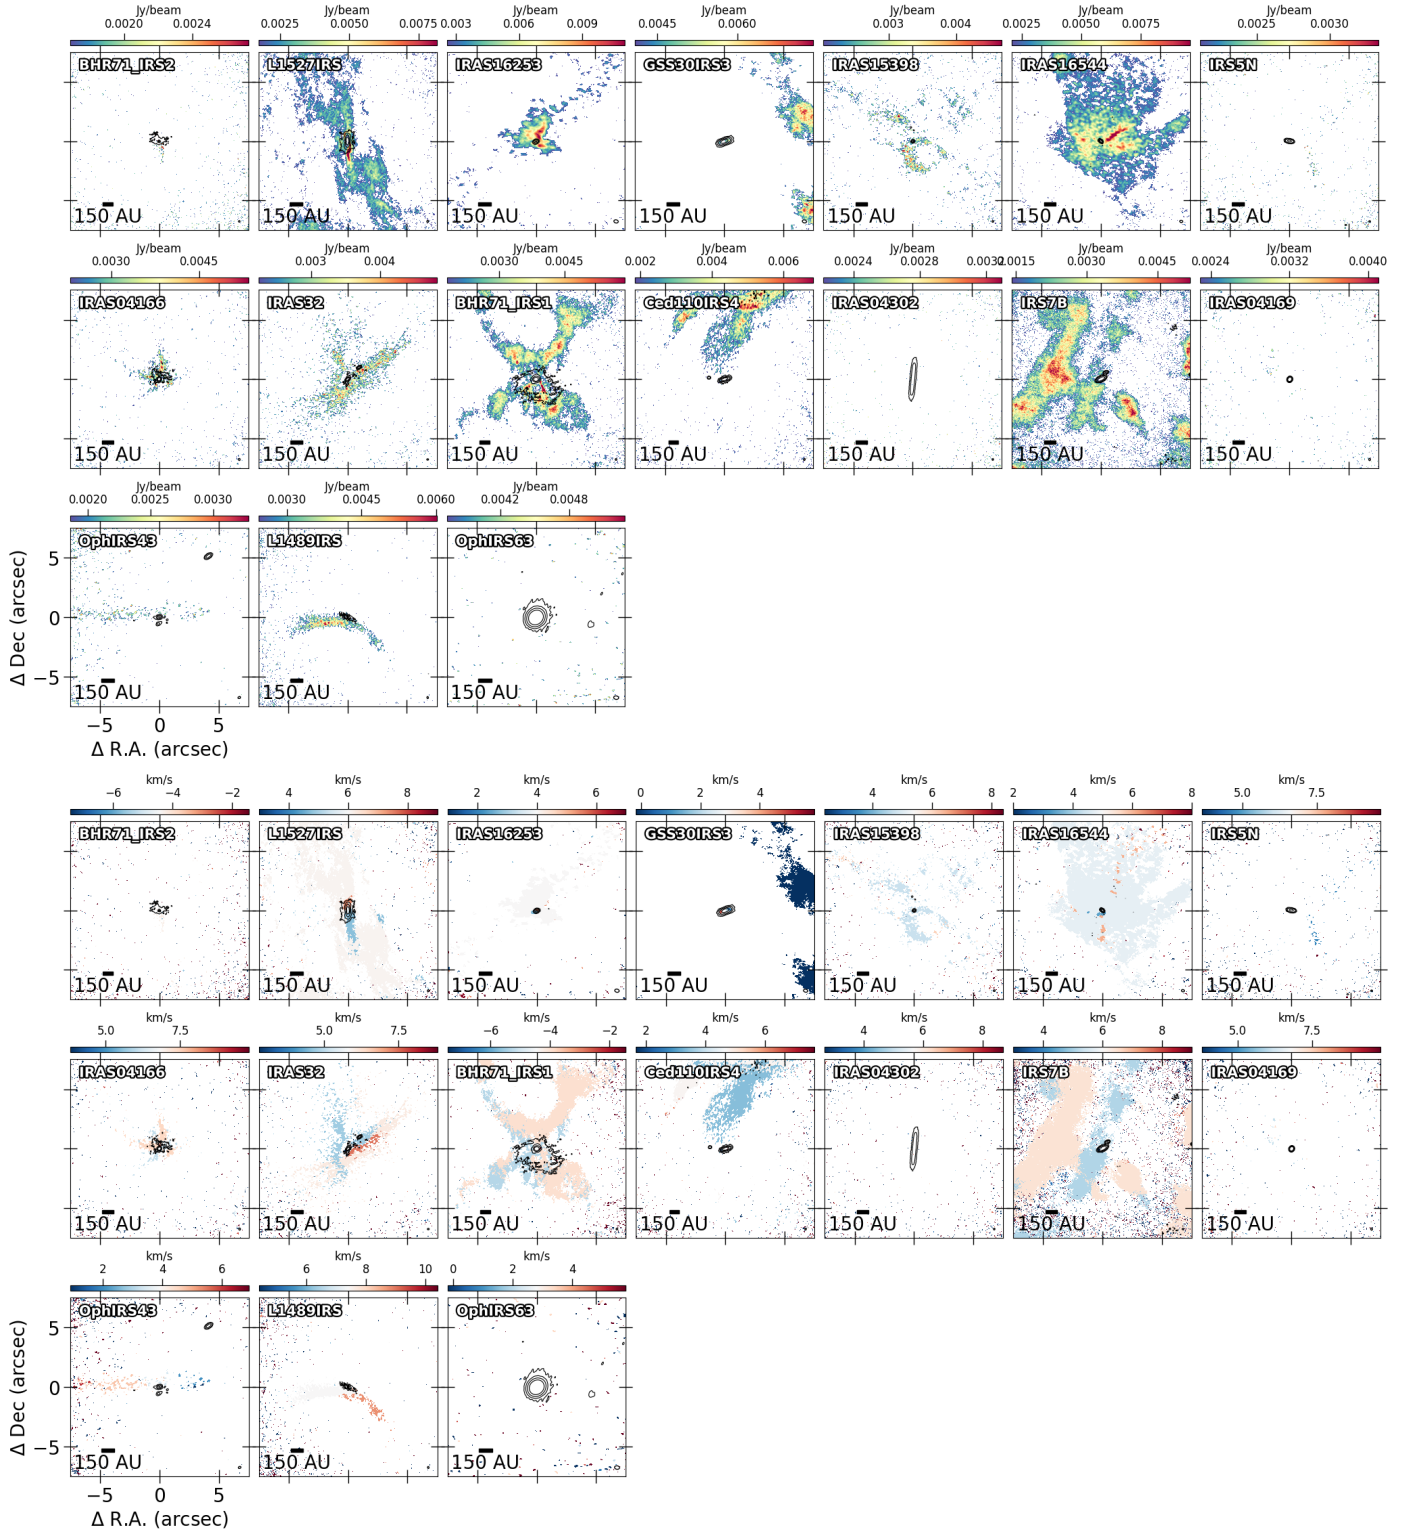 Jy/beam Jy/beam Jy/beam Jy/beam Jy/beam Jy/beam Jy/beam
0.0020 0.0024 0.0025 0.0050 0.0075 0.003 0.006 0.009 0.0045 0.0060 0.003 0.004 0.0025 0.0050 0.0075 0.0025 0.0030
BHR71_IRS2 L1527IRS IRAS16253 GSS30IRS3 IRAS15398 IRAS16544 IRS5N
150 AU 150 AU 150 AU 150 AU 150 AU 150 AU 150 AU
Jy/beam Jy/beam Jy/beam Jy/beam Jy/beam Jy/beam Jy/beam
0.0030 0.0045 0.003 0.004 0.0030 0.0045 0.002 0.004 0.006 0.0024 0.0028 0.0032 0.0015 0.0030 0.0045 0.0024 0.0032 0.0040
IRAS04166 IRAS32 BHR71_IRS1 Ced110IRS4 IRAS04302 IRS7B IRAS04169
150 AU 150 AU 150 AU 150 AU 150 AU 150 AU 150 AU
Jy/beam Jy/beam Jy/beam
0.0020 0.0025 0.0030 0.0030 0.0045 0.0060 0.0042 0.0048
OphIRS43 L1489IRS OphIRS63
5
0
−5
Δ Dec (arcsec)
150 AU 150 AU 150 AU
−5 0 5
Δ R.A. (arcsec)
km/s km/s km/s km/s km/s km/s km/s
−6 −4 −2 4 6 8 2 4 6 0 2 4 4 6 8 2 4 6 8 5.0 7.5
BHR71_IRS2 L1527IRS IRAS16253 GSS30IRS3 IRAS15398 IRAS16544 IRS5N
150 AU 150 AU 150 AU 150 AU 150 AU 150 AU 150 AU
km/s km/s km/s km/s km/s km/s km/s
5.0 7.5 5.0 7.5 −6 −4 −2 2 4 6 4 6 8 4 6 8 5.0 7.5
IRAS04166 IRAS32 BHR71_IRS1 Ced110IRS4 IRAS04302 IRS7B IRAS04169
150 AU 150 AU 150 AU 150 AU 150 AU 150 AU 150 AU
km/s km/s km/s
2 4 6 6 8 10 0 2 4
OphIRS43 L1489IRS OphIRS63
5
0
−5
Δ Dec (arcsec)
150 AU 150 AU 150 AU
−5 0 5
Δ R.A. (arcsec)